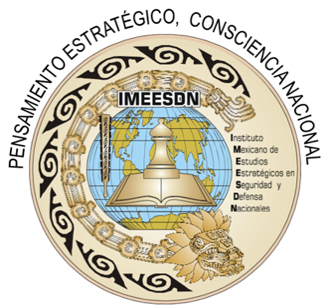 PENSAMIENTO ESTRATÉGICO, CONSCIENCIA NACIONAL
IMEESDN
Instituto
Mexicano de
Estudios
Estratégicos en
Seguridad y
Defensa
Nacionales